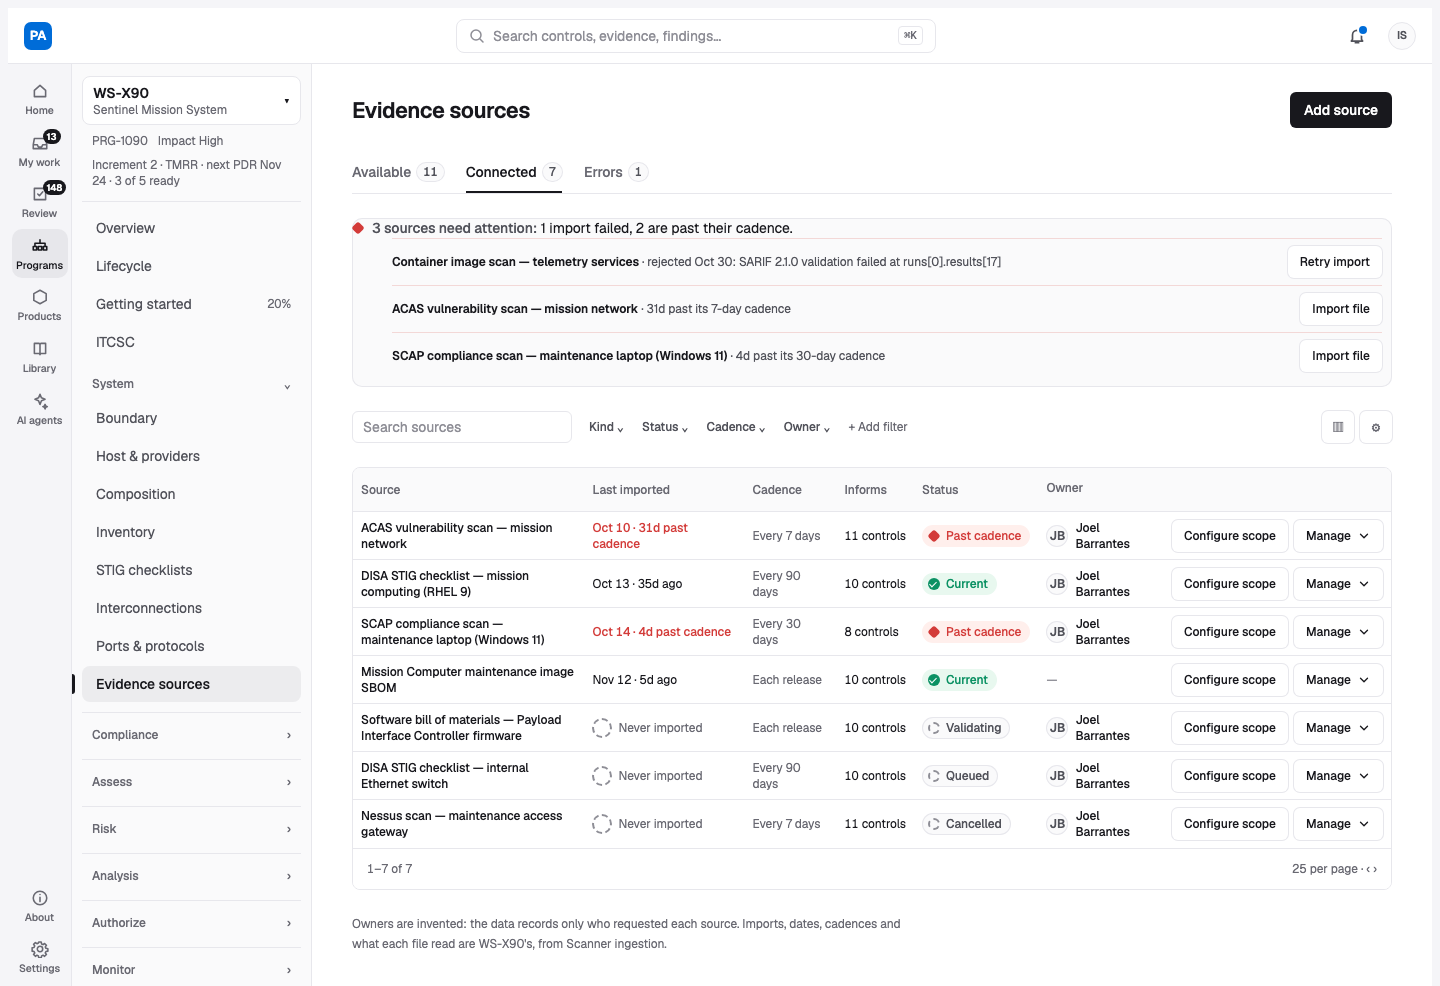 PA
Search controls, evidence, findings...
⌘K
IS
Home
13
My work
148
Review
Programs
Products
Library
AI agents
About
Settings
WS-X90
Sentinel Mission System
PRG-1090 Impact High
Increment 2 · TMRR · next PDR Nov
24 · 3 of 5 ready
Overview
Lifecycle
Getting started 20%
ITCSC
System
Boundary
Host & providers
Composition
Inventory
STIG checklists
Interconnections
Ports & protocols
Evidence sources
Compliance
Assess
Risk
Analysis
Authorize
Monitor
Evidence sources
Add source
Available 11 Connected 7 Errors 1
3 sources need attention: 1 import failed, 2 are past their cadence.
Container image scan — telemetry services · rejected Oct 30: SARIF 2.1.0 validation failed at runs[0].results[17] Retry import
ACAS vulnerability scan — mission network · 31d past its 7-day cadence Import file
SCAP compliance scan — maintenance laptop (Windows 11) · 4d past its 30-day cadence Import file
Search sources Kind Status Cadence Owner + Add filter
Source Last imported Cadence Informs Status Owner
ACAS vulnerability scan — mission
network
Oct 10 · 31d past
cadence
Every 7 days
11 controls
Past cadence
JB
Joel
Barrantes
Configure scope
Manage
DISA STIG checklist — mission
computing (RHEL 9)
Oct 13 · 35d ago
Every 90
days
10 controls
Current
JB
Joel
Barrantes
Configure scope
Manage
SCAP compliance scan —
maintenance laptop (Windows 11)
Oct 14 · 4d past cadence
Every 30
days
8 controls
Past cadence
JB
Joel
Barrantes
Configure scope
Manage
Mission Computer maintenance image
SBOM
Nov 12 · 5d ago
Each release
10 controls
Current
—
Configure scope
Manage
Software bill of materials — Payload
Interface Controller firmware
Never imported
Each release
10 controls
Validating
JB
Joel
Barrantes
Configure scope
Manage
DISA STIG checklist — internal
Ethernet switch
Never imported
Every 90
days
10 controls
Queued
JB
Joel
Barrantes
Configure scope
Manage
Nessus scan — maintenance access
gateway
Never imported
Every 7 days
11 controls
Cancelled
JB
Joel
Barrantes
Configure scope
Manage
1–7 of 7
25 per page · ‹ ›
Owners are invented: the data records only who requested each source. Imports, dates, cadences and
what each file read are WS-X90's, from Scanner ingestion.